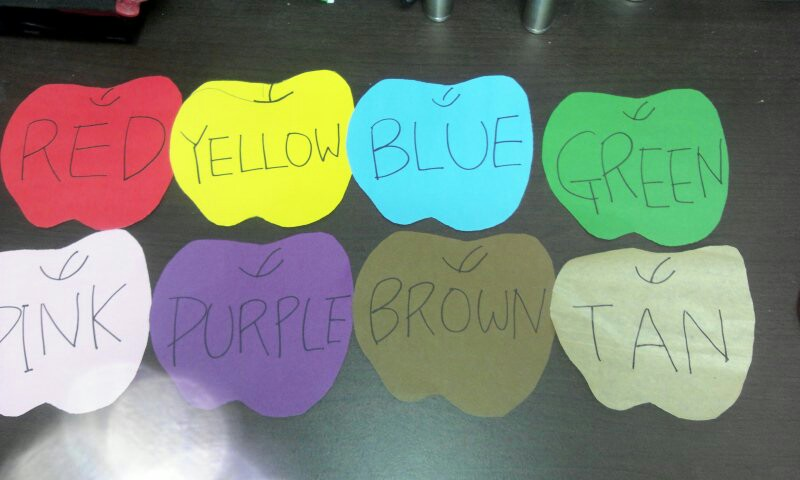 RED YELLOW BLUE GREEN
PINK PURPLE BROWN TAN